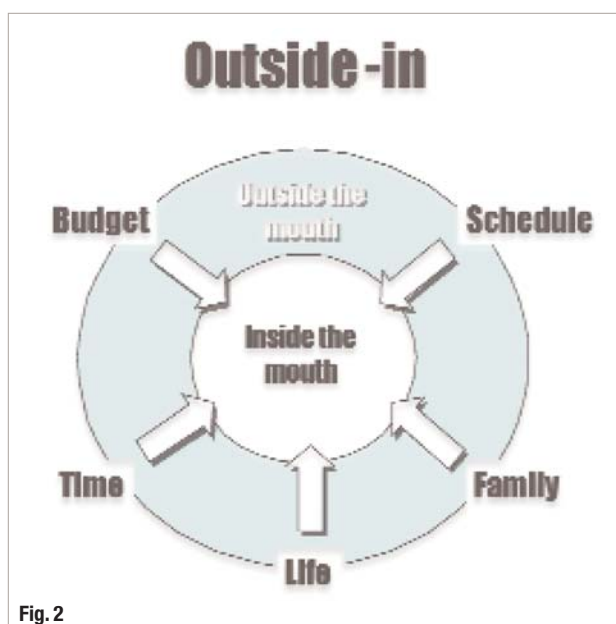 Outside-in
Outside the
mouth
Budget
Schedule
Inside the
mouth
Time
Family
Life
Fig. 2